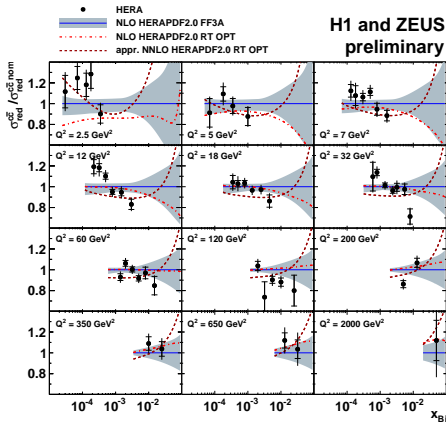 HERA
NLO HERAPDF2.0 FF3A
NLO HERAPDF2.0 RT OPT
appr. NNLO HERAPDF2.0 RT OPT
H1 and ZEUS
preliminary
σ_red^cc̄ / σ_red^cc̄ nom
1.2
1
0.8
Q² = 2.5 GeV²
Q² = 5 GeV²
Q² = 7 GeV²
1.2
1
0.8
Q² = 12 GeV²
Q² = 18 GeV²
Q² = 32 GeV²
1.2
1
0.8
Q² = 60 GeV²
Q² = 120 GeV²
Q² = 200 GeV²
1.2
1
0.8
Q² = 350 GeV²
Q² = 650 GeV²
Q² = 2000 GeV²
10⁻⁴ 10⁻³ 10⁻² 10⁻⁴ 10⁻³ 10⁻² 10⁻⁴ 10⁻³ 10⁻²